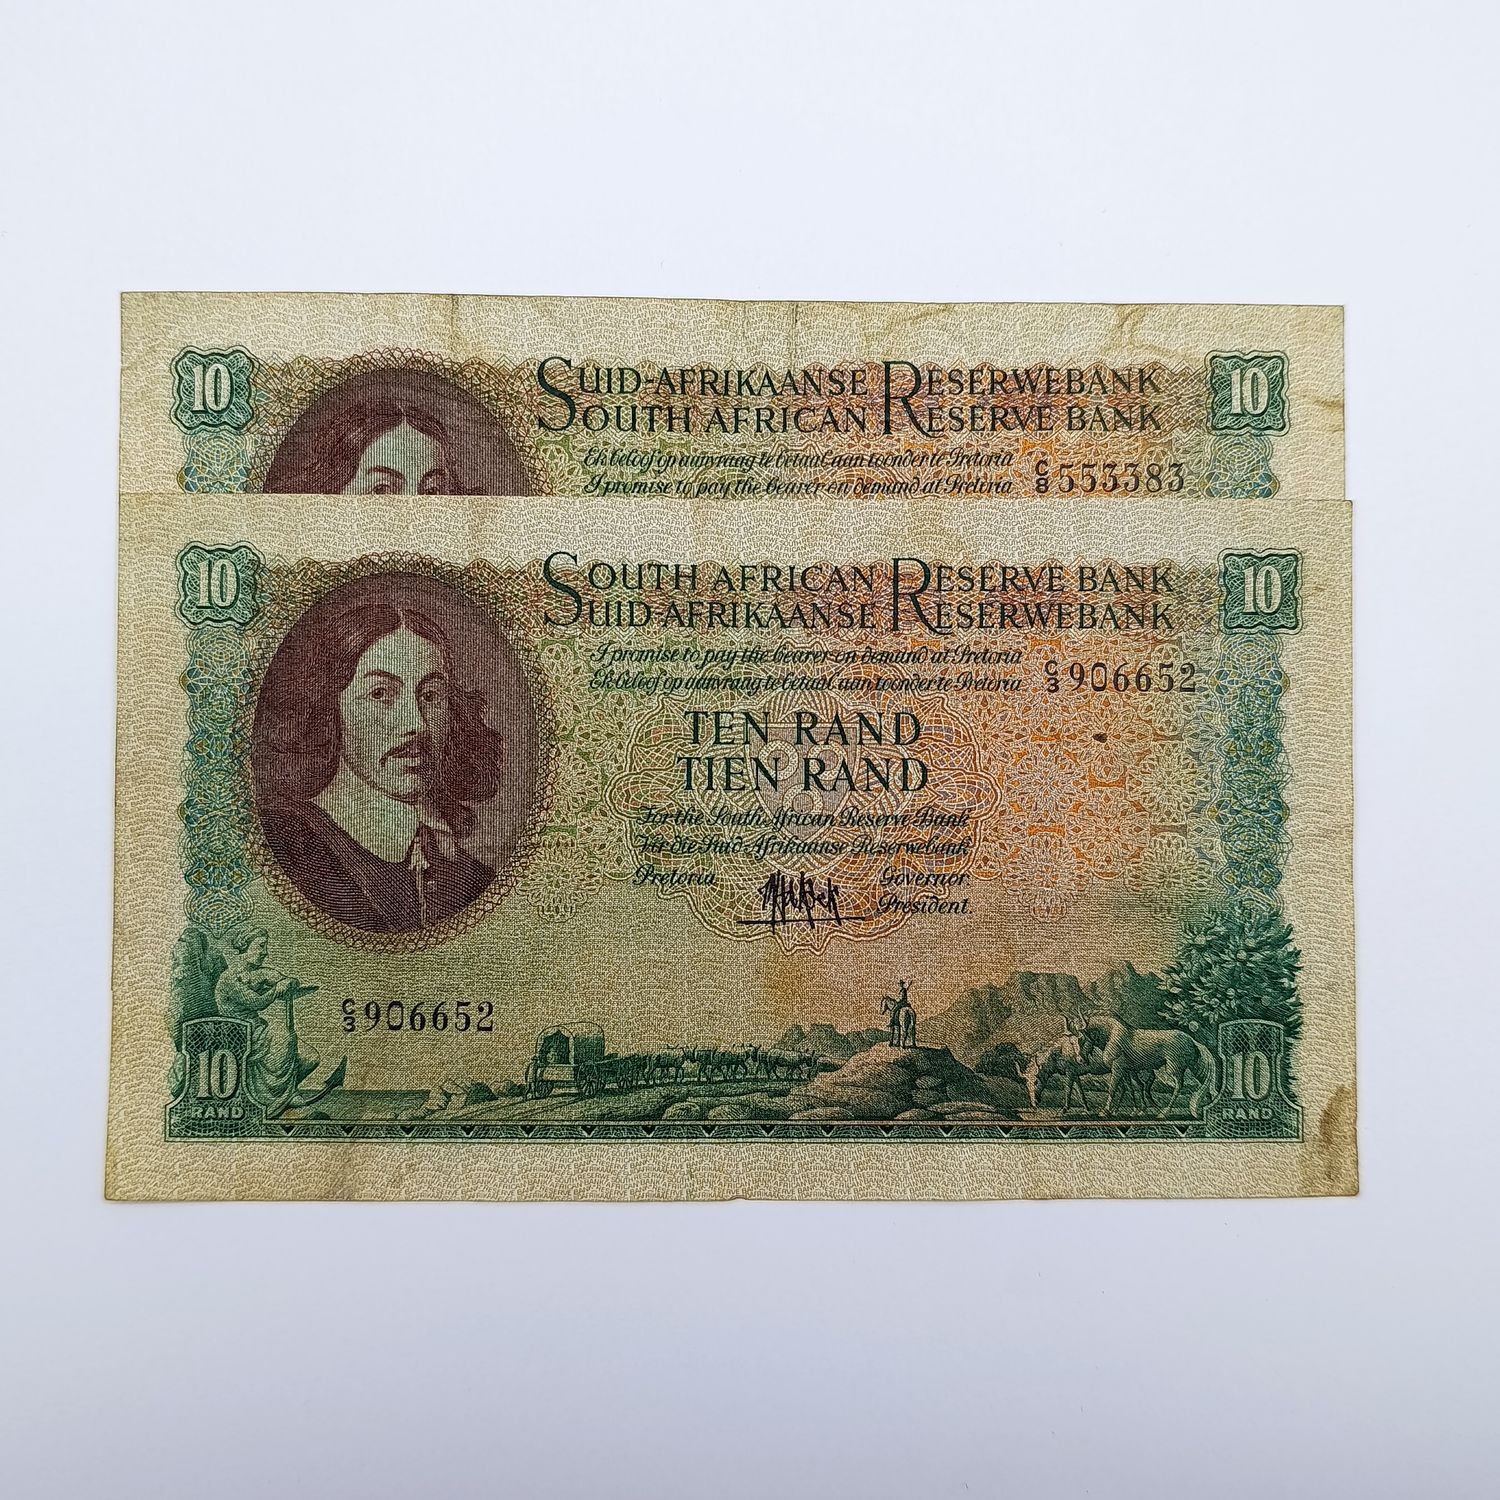 10 SUID-AFRIKAANSE RESERWEBANK 10
SOUTH AFRICAN RESERVE BANK
Ek beloof op aanvraag te betaal aan toonder te Pretoria
I promise to pay the bearer on demand at Pretoria C/8 553383
10 SOUTH AFRICAN RESERVE BANK 10
SUID-AFRIKAANSE RESERWEBANK
I promise to pay the bearer on demand at Pretoria
Ek beloof op aanvraag te betaal aan toonder te Pretoria C/3 906652
TEN RAND
TIEN RAND
For the South African Reserve Bank
Vir die Suid-Afrikaanse Reserwebank
Pretoria Governor.
President.
C/3 906652
10 RAND
10 RAND